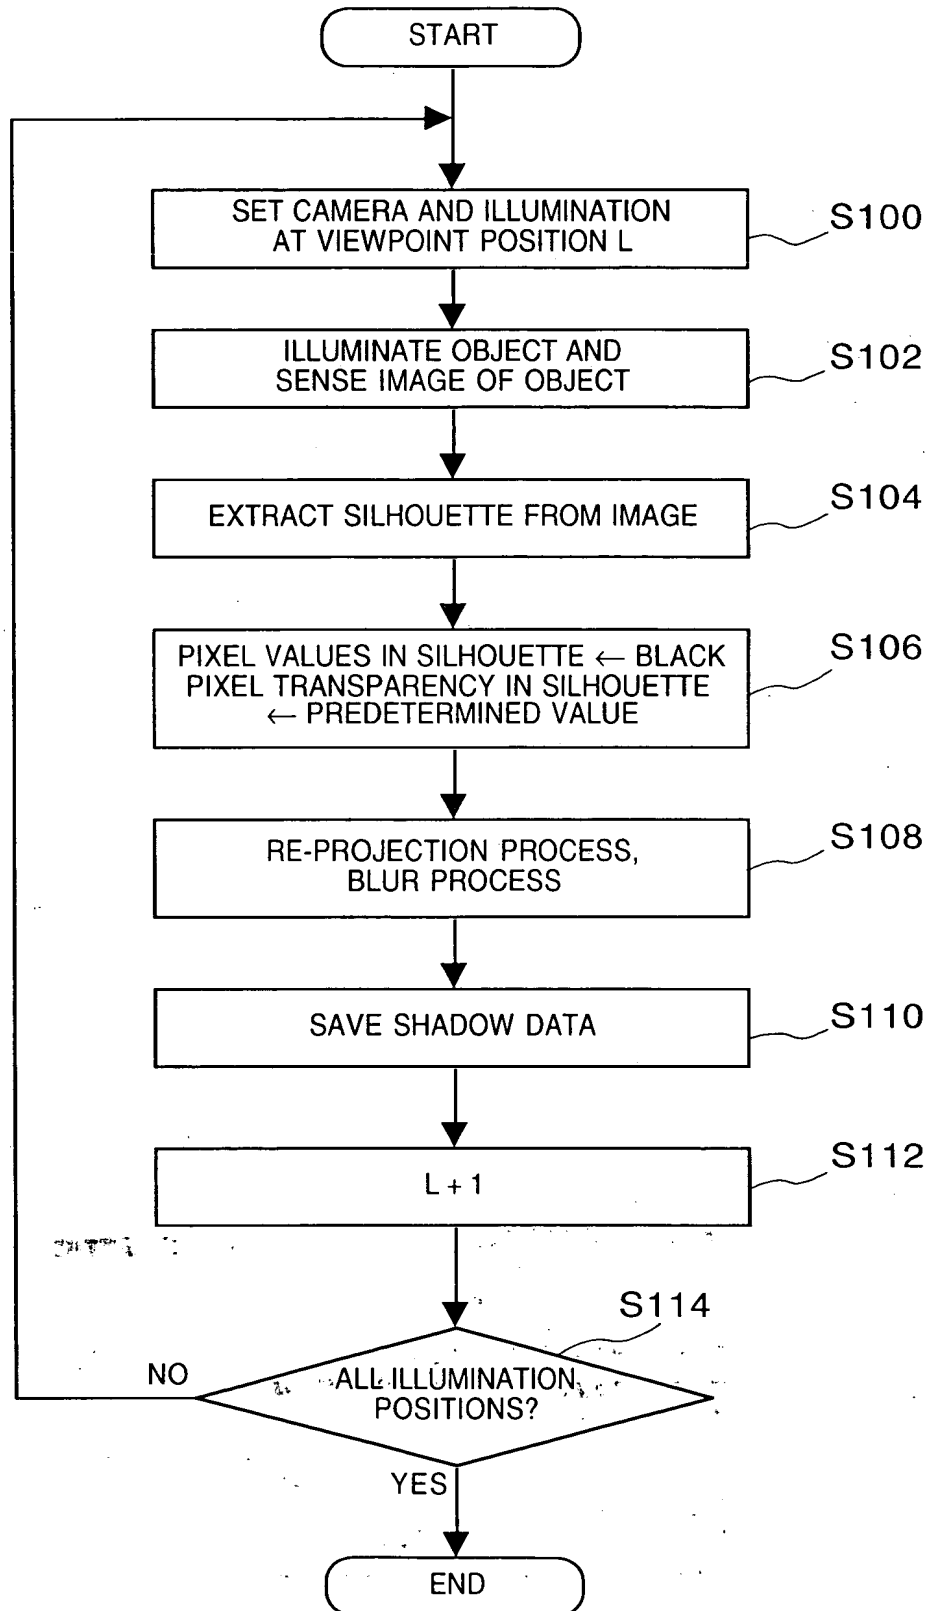 START
SET CAMERA AND ILLUMINATION
AT VIEWPOINT POSITION L
S100
ILLUMINATE OBJECT AND
SENSE IMAGE OF OBJECT
S102
EXTRACT SILHOUETTE FROM IMAGE
S104
PIXEL VALUES IN SILHOUETTE ← BLACK
PIXEL TRANSPARENCY IN SILHOUETTE
← PREDETERMINED VALUE
S106
RE-PROJECTION PROCESS,
BLUR PROCESS
S108
SAVE SHADOW DATA
S110
L + 1
S112
S114
ALL ILLUMINATION
POSITIONS?
NO
YES
END